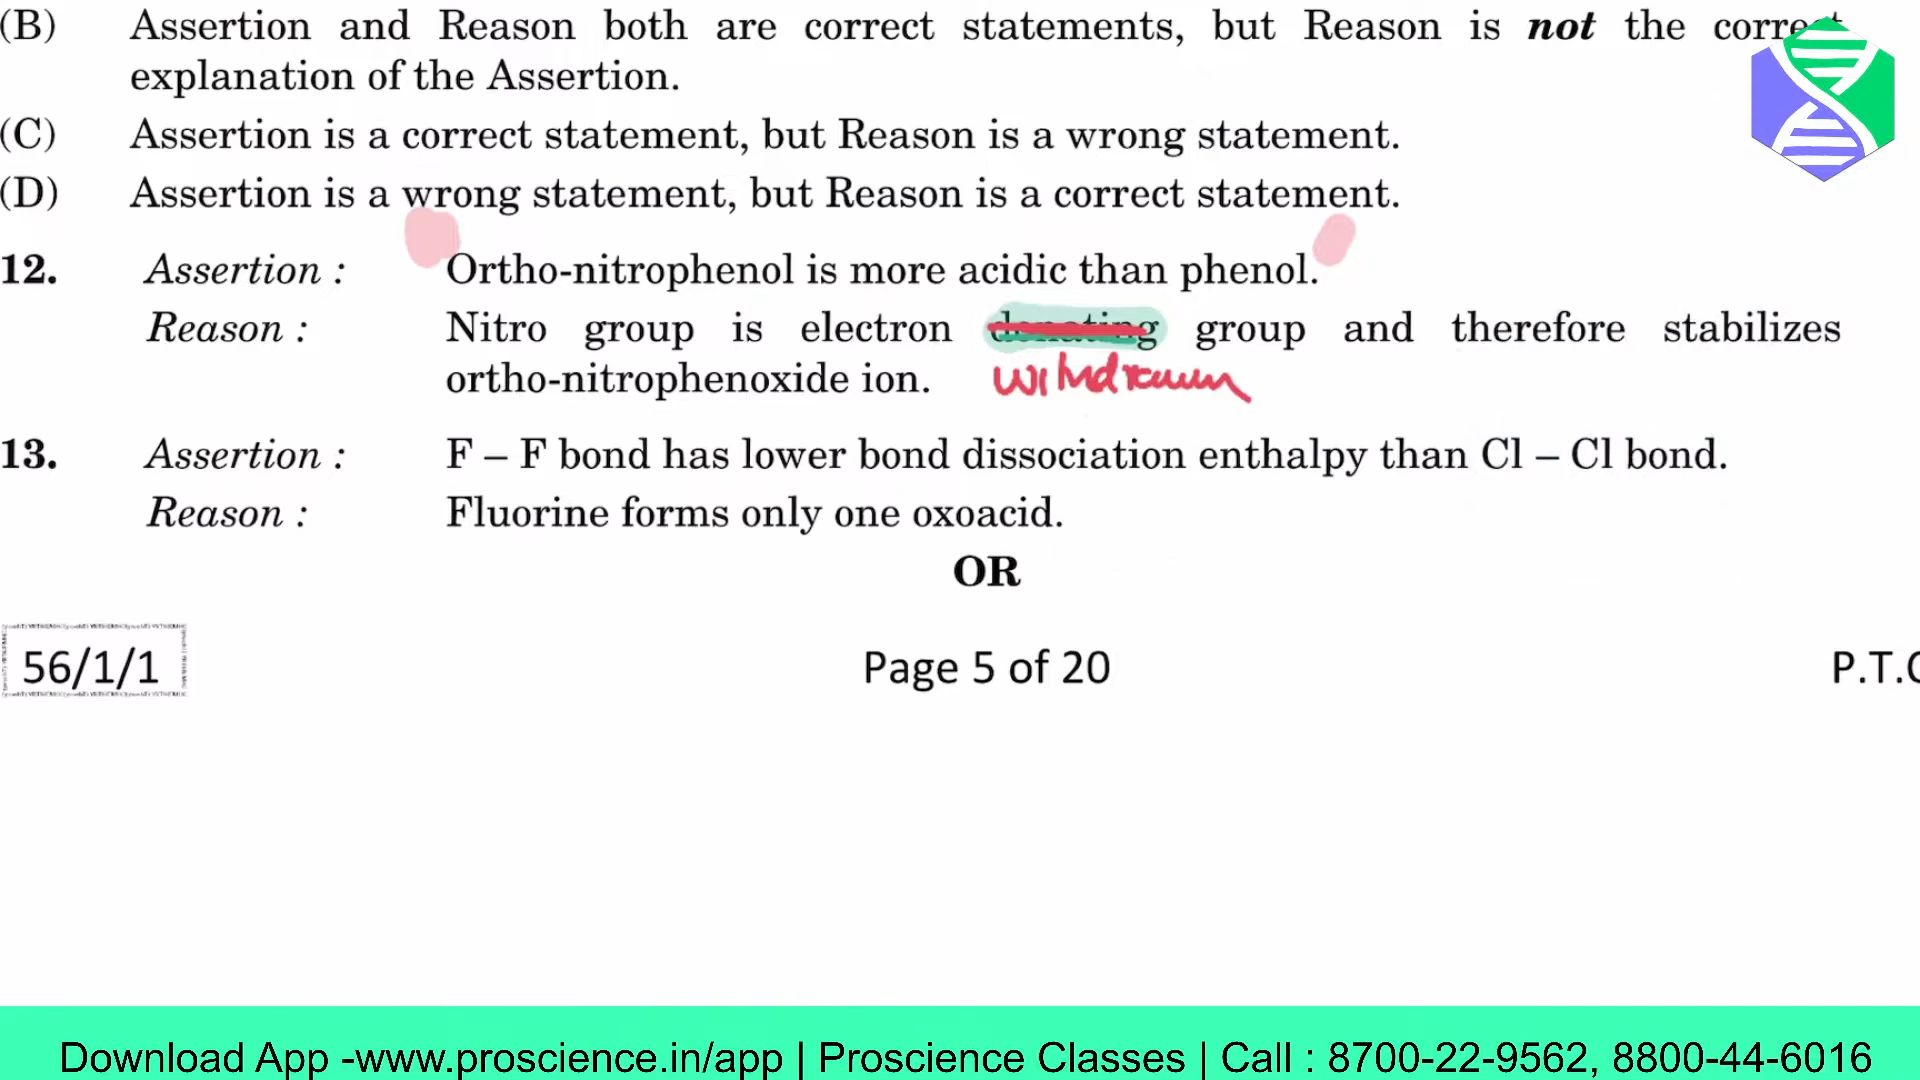 (B) Assertion and Reason both are correct statements, but Reason is not the correct
explanation of the Assertion.
(C) Assertion is a correct statement, but Reason is a wrong statement.
(D) Assertion is a wrong statement, but Reason is a correct statement.
12. Assertion : Ortho-nitrophenol is more acidic than phenol.
Reason : Nitro group is electron donating group and therefore stabilizes
ortho-nitrophenoxide ion.
13. Assertion : F – F bond has lower bond dissociation enthalpy than Cl – Cl bond.
Reason : Fluorine forms only one oxoacid.
OR
56/1/1 Page 5 of 20 P.T.O
Download App -www.proscience.in/app | Proscience Classes | Call : 8700-22-9562, 8800-44-6016